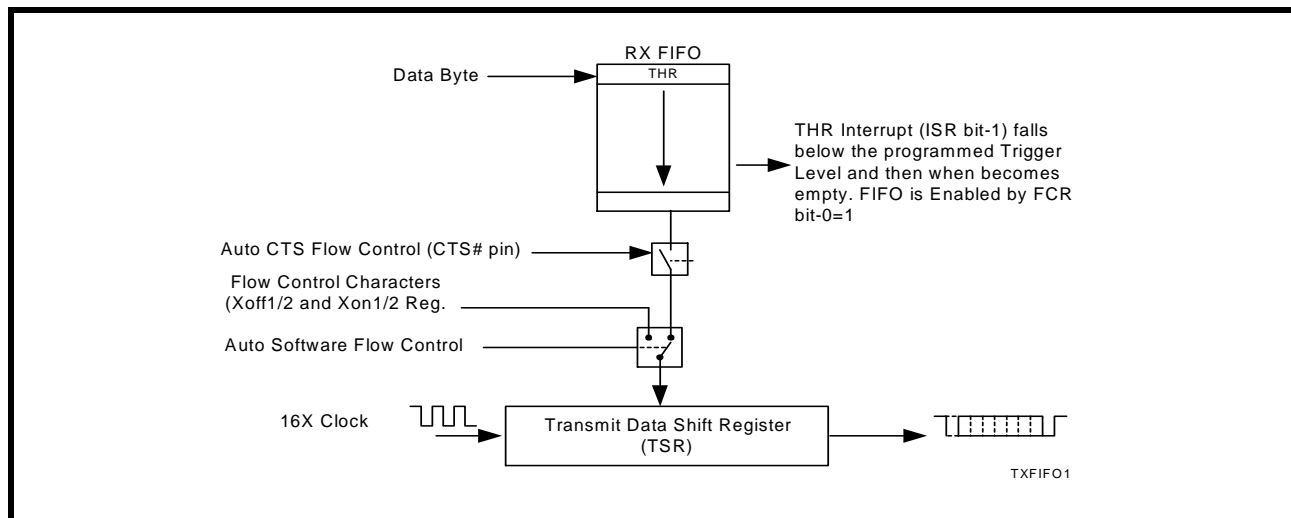 RX FIFO
THR
Data Byte
THR Interrupt (ISR bit-1) falls
below the programmed Trigger
Level and then when becomes
empty. FIFO is Enabled by FCR
bit-0=1
Auto CTS Flow Control (CTS# pin)
Flow Control Characters
(Xoff1/2 and Xon1/2 Reg.
Auto Software Flow Control
16X Clock
Transmit Data Shift Register
(TSR)
TXFIFO1